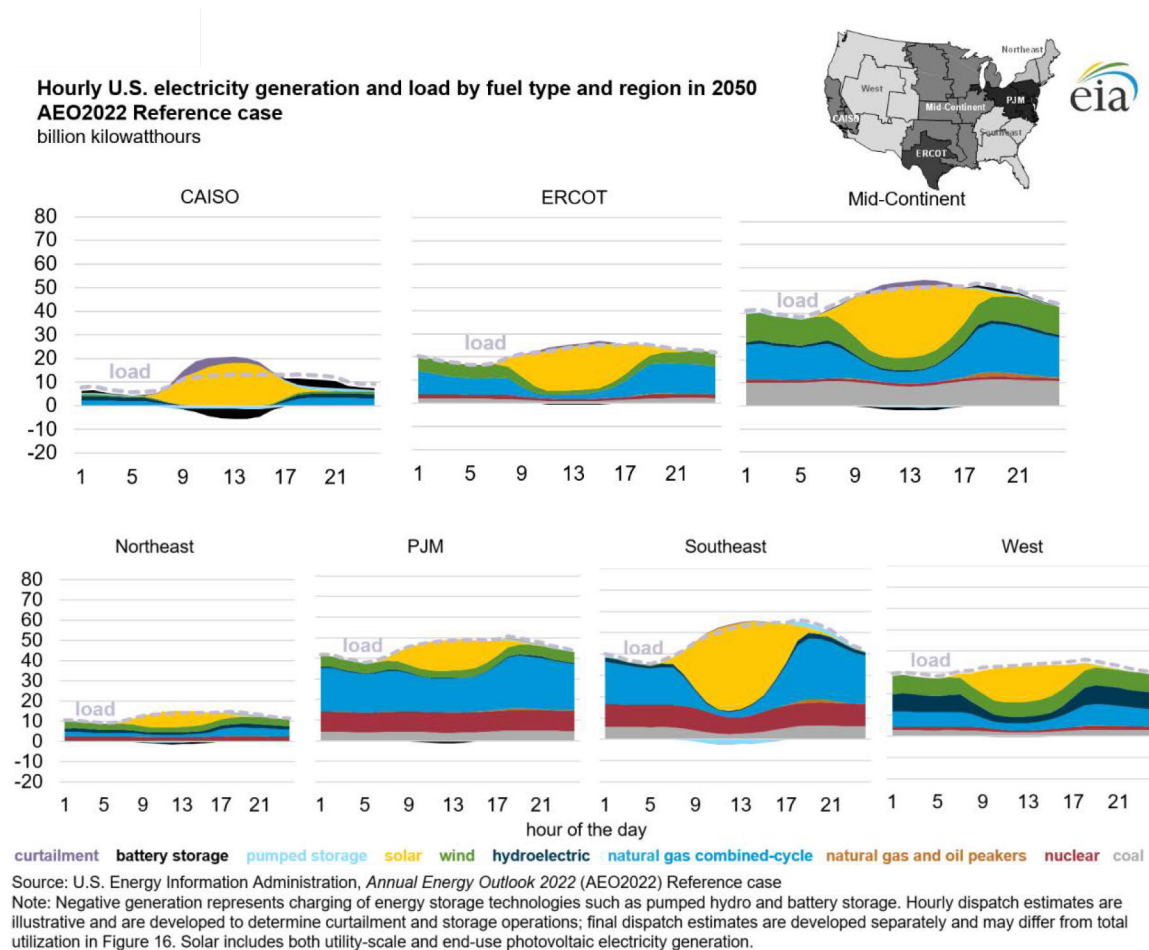 Hourly U.S. electricity generation and load by fuel type and region in 2050
AEO2022 Reference case
billion kilowatthours
Northeast
West
Mid-Continent
PJM
CAISO
Southeast
ERCOT
eia
CAISO
ERCOT
Mid-Continent
80
70
60
50
40
30
20
10
0
-10
-20
load
load
load
1 5 9 13 17 21
1 5 9 13 17 21
1 5 9 13 17 21
Northeast
PJM
Southeast
West
80
70
60
50
40
30
20
10
0
-10
-20
load
load
load
load
1 5 9 13 17 21
1 5 9 13 17 21
1 5 9 13 17 21
1 5 9 13 17 21
hour of the day
curtailment battery storage pumped storage solar wind hydroelectric natural gas combined-cycle natural gas and oil peakers nuclear coal
Source: U.S. Energy Information Administration, Annual Energy Outlook 2022 (AEO2022) Reference case
Note: Negative generation represents charging of energy storage technologies such as pumped hydro and battery storage. Hourly dispatch estimates are
illustrative and are developed to determine curtailment and storage operations; final dispatch estimates are developed separately and may differ from total
utilization in Figure 16. Solar includes both utility-scale and end-use photovoltaic electricity generation.